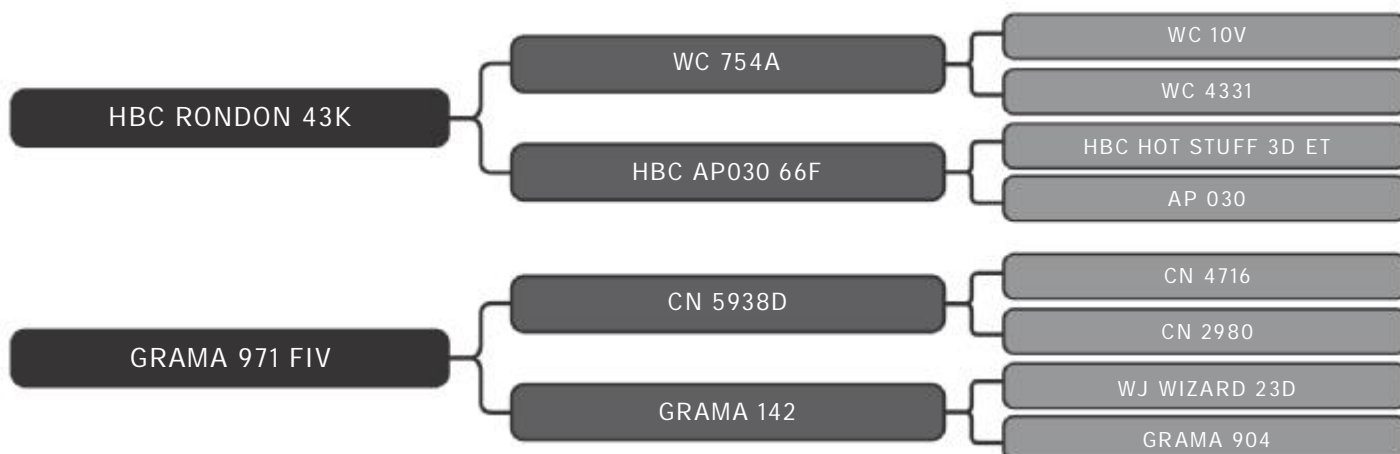 HBC RONDON 43K
WC 754A
HBC AP030 66F
WC 10V
WC 4331
HBC HOT STUFF 3D ET
AP 030
GRAMA 971 FIV
CN 5938D
GRAMA 142
CN 4716
CN 2980
WJ WIZARD 23D
GRAMA 904